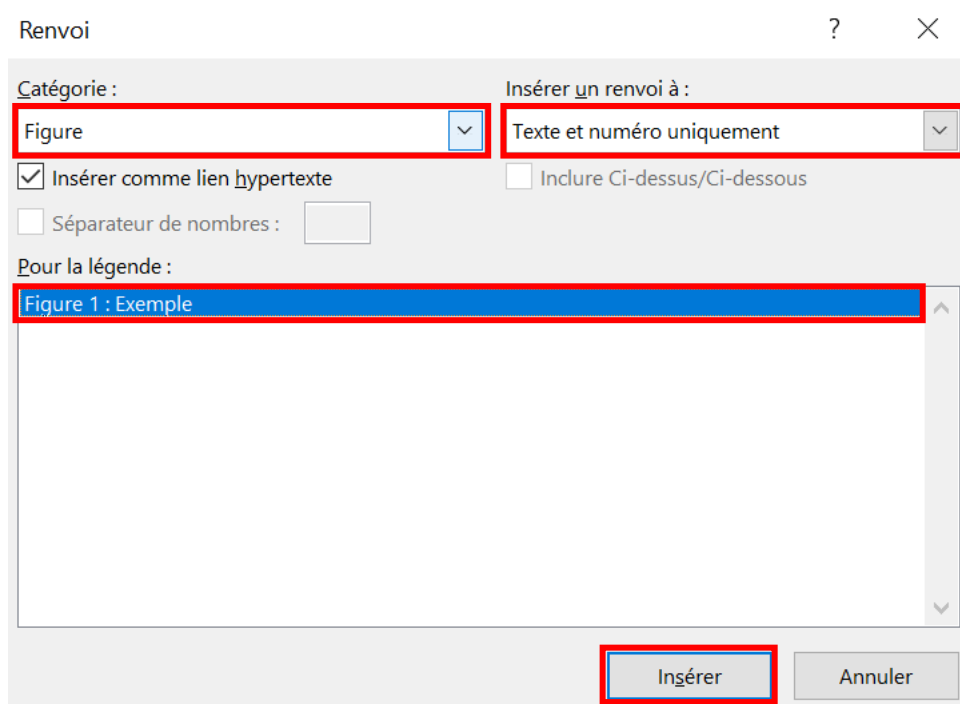 Renvoi ?
Catégorie : Insérer un renvoi à :
Figure Texte et numéro uniquement
Insérer comme lien hypertexte Inclure Ci-dessus/Ci-dessous
Séparateur de nombres :
Pour la légende :
Figure 1 : Exemple
Insérer Annuler